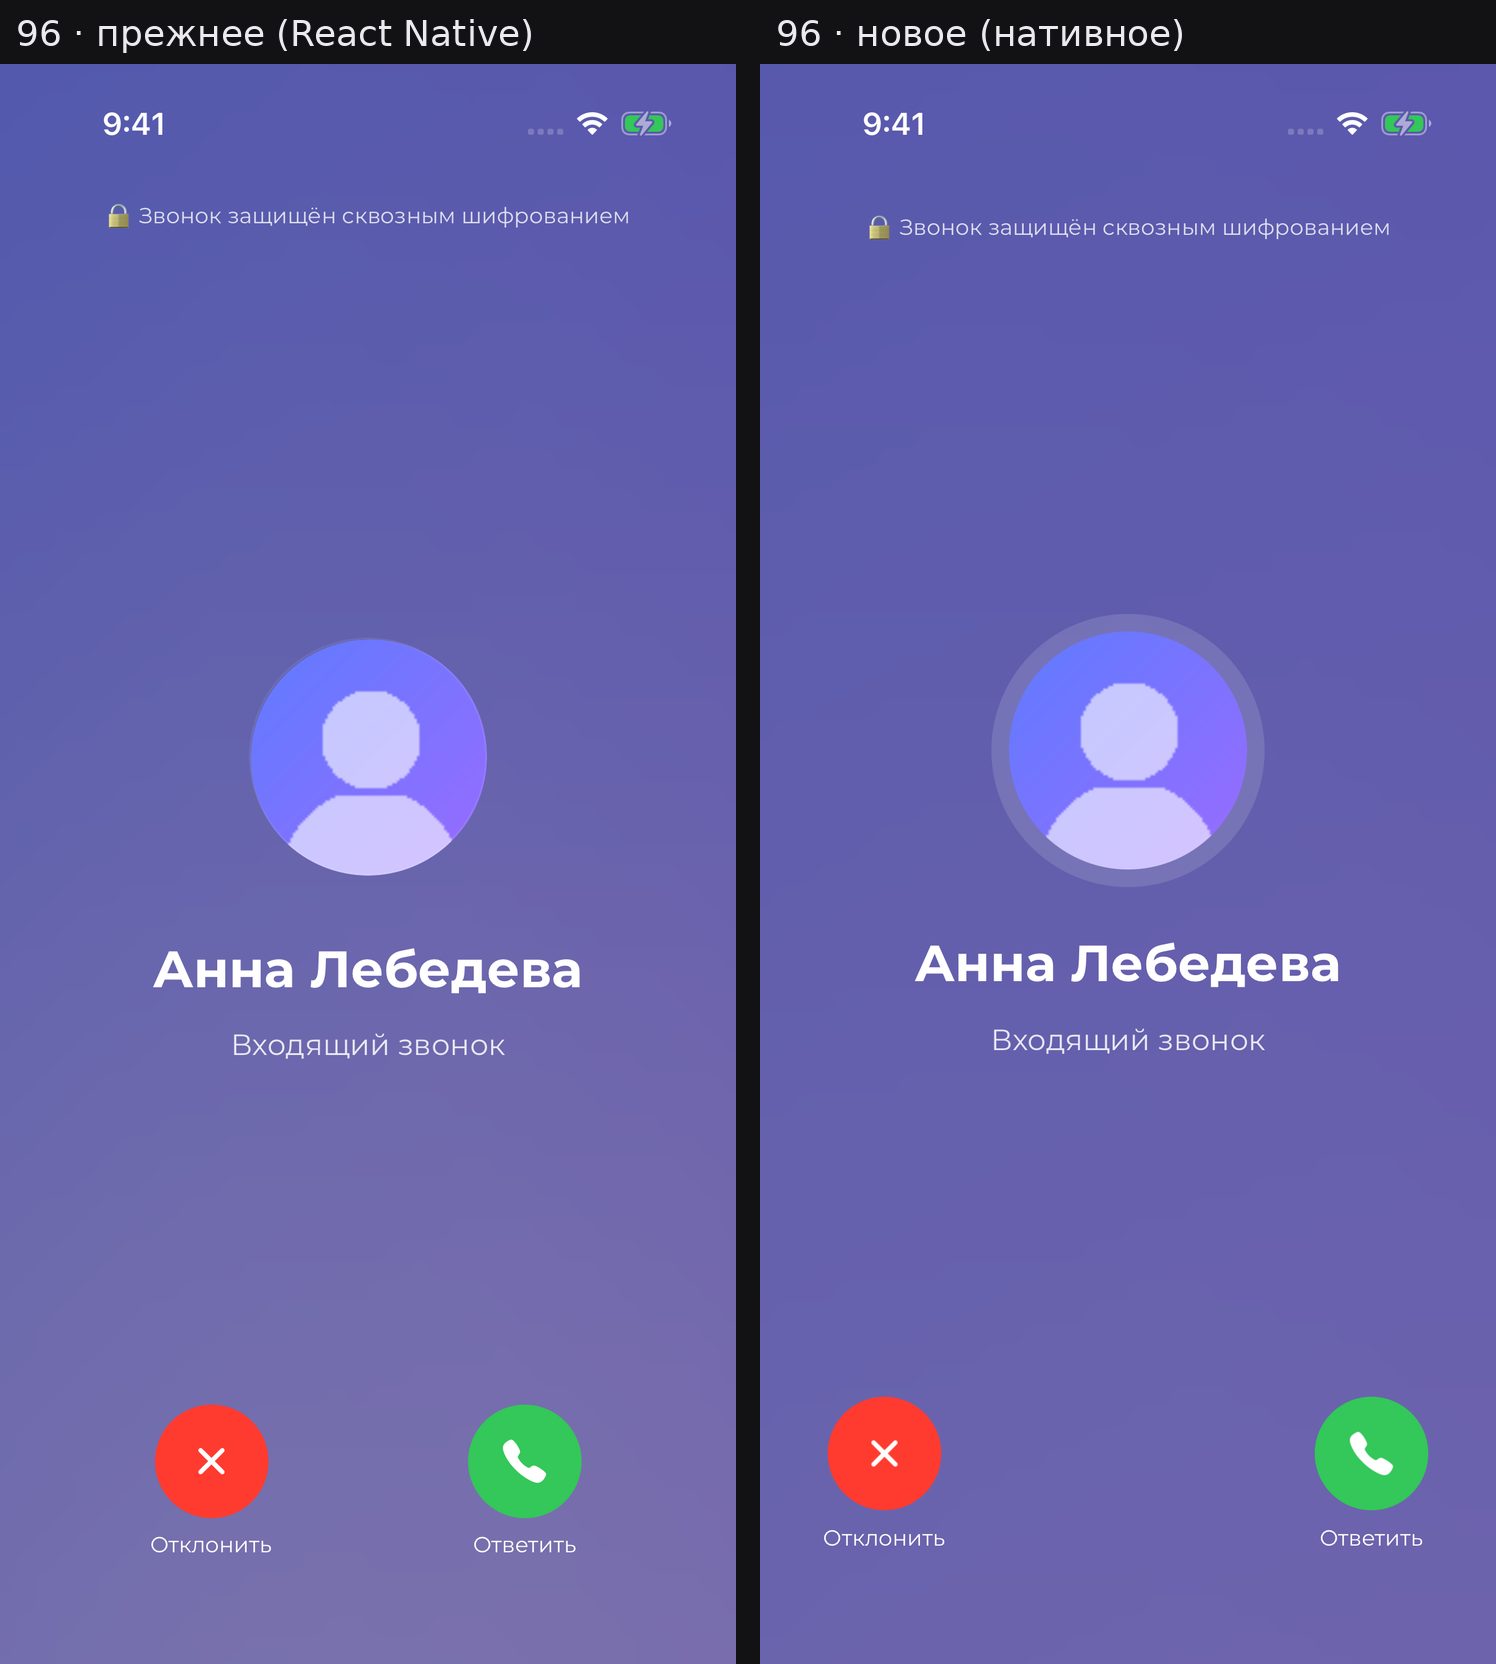 96 · прежнее (React Native)
9:41
Звонок защищён сквозным шифрованием
Анна Лебедева
Входящий звонок
Отклонить
Ответить
96 · новое (нативное)
9:41
Звонок защищён сквозным шифрованием
Анна Лебедева
Входящий звонок
Отклонить
Ответить